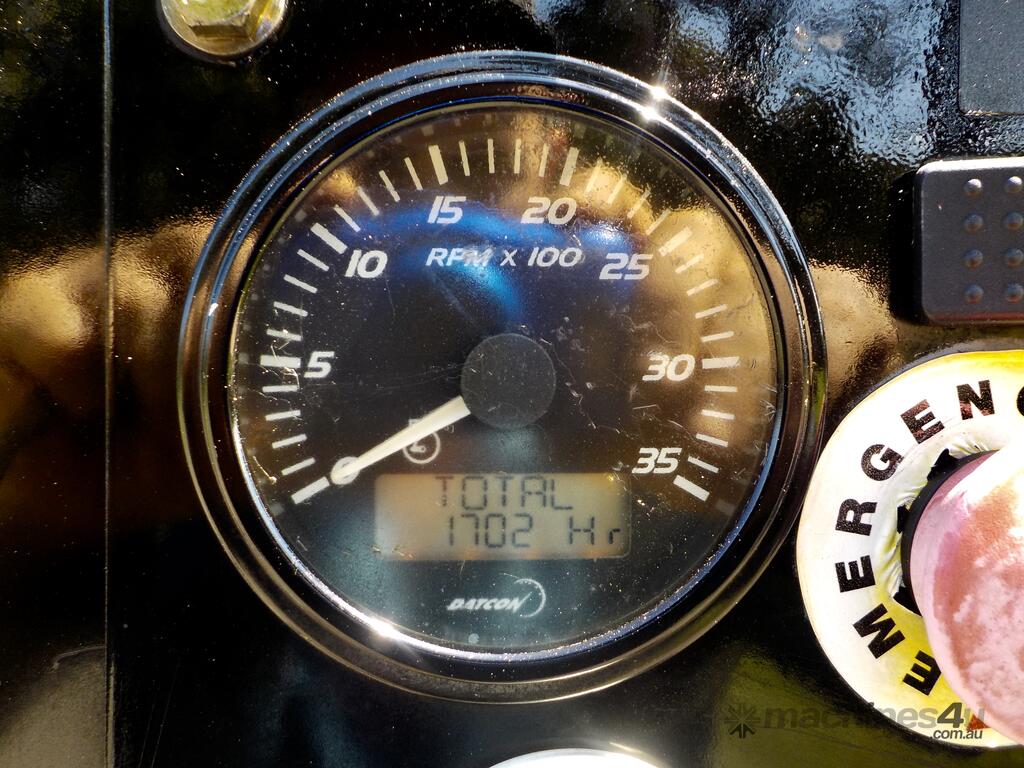 15 20
RPM X 100
10 25
5 30
35
TOTAL
1702 Hr
DATCON
EMERGENC
machines4u
.com.au